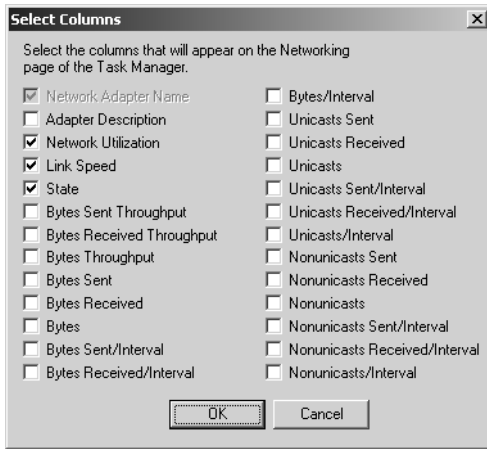 Select Columns
Select the columns that will appear on the Networking
page of the Task Manager.
Network Adapter Name
Adapter Description
Network Utilization
Link Speed
State
Bytes Sent Throughput
Bytes Received Throughput
Bytes Throughput
Bytes Sent
Bytes Received
Bytes
Bytes Sent/Interval
Bytes Received/Interval
Bytes/Interval
Unicasts Sent
Unicasts Received
Unicasts
Unicasts Sent/Interval
Unicasts Received/Interval
Unicasts/Interval
Nonunicasts Sent
Nonunicasts Received
Nonunicasts
Nonunicasts Sent/Interval
Nonunicasts Received/Interval
Nonunicasts/Interval
OK
Cancel